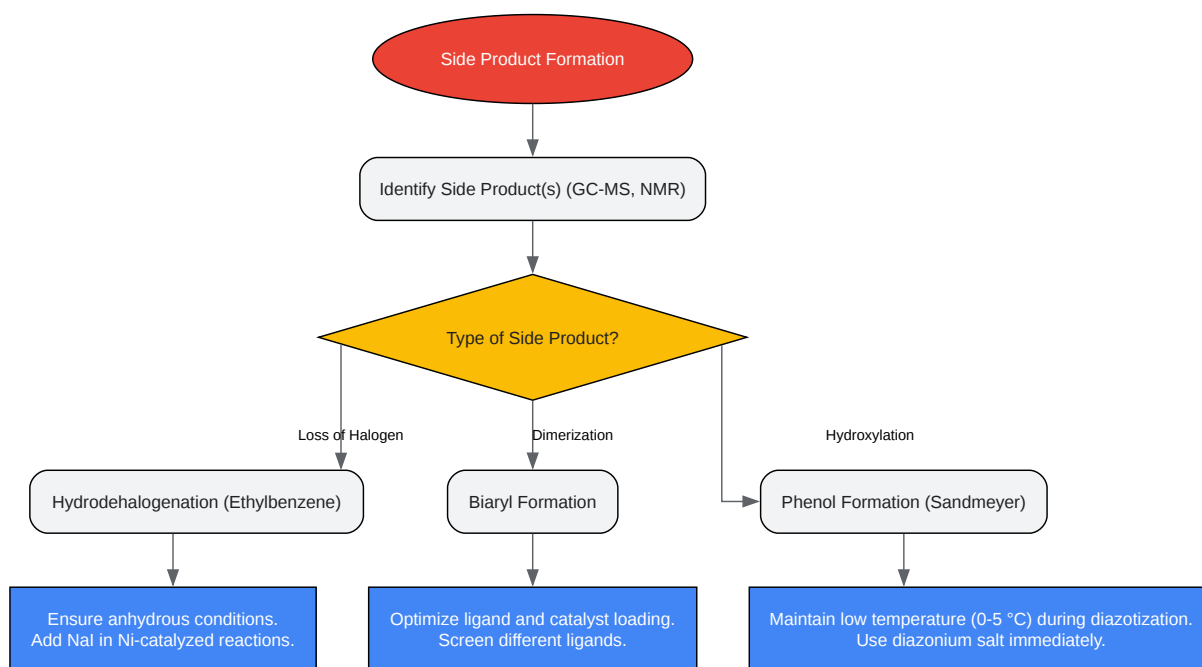 Side Product Formation
Identify Side Product(s) (GC-MS, NMR)
Type of Side Product?
Loss of Halogen
Dimerization
Hydroxylation
Hydrodehalogenation (Ethylbenzene)
Biaryl Formation
Phenol Formation (Sandmeyer)
Ensure anhydrous conditions.
Add NaI in Ni-catalyzed reactions.
Optimize ligand and catalyst loading.
Screen different ligands.
Maintain low temperature (0-5 °C) during diazotization.
Use diazonium salt immediately.